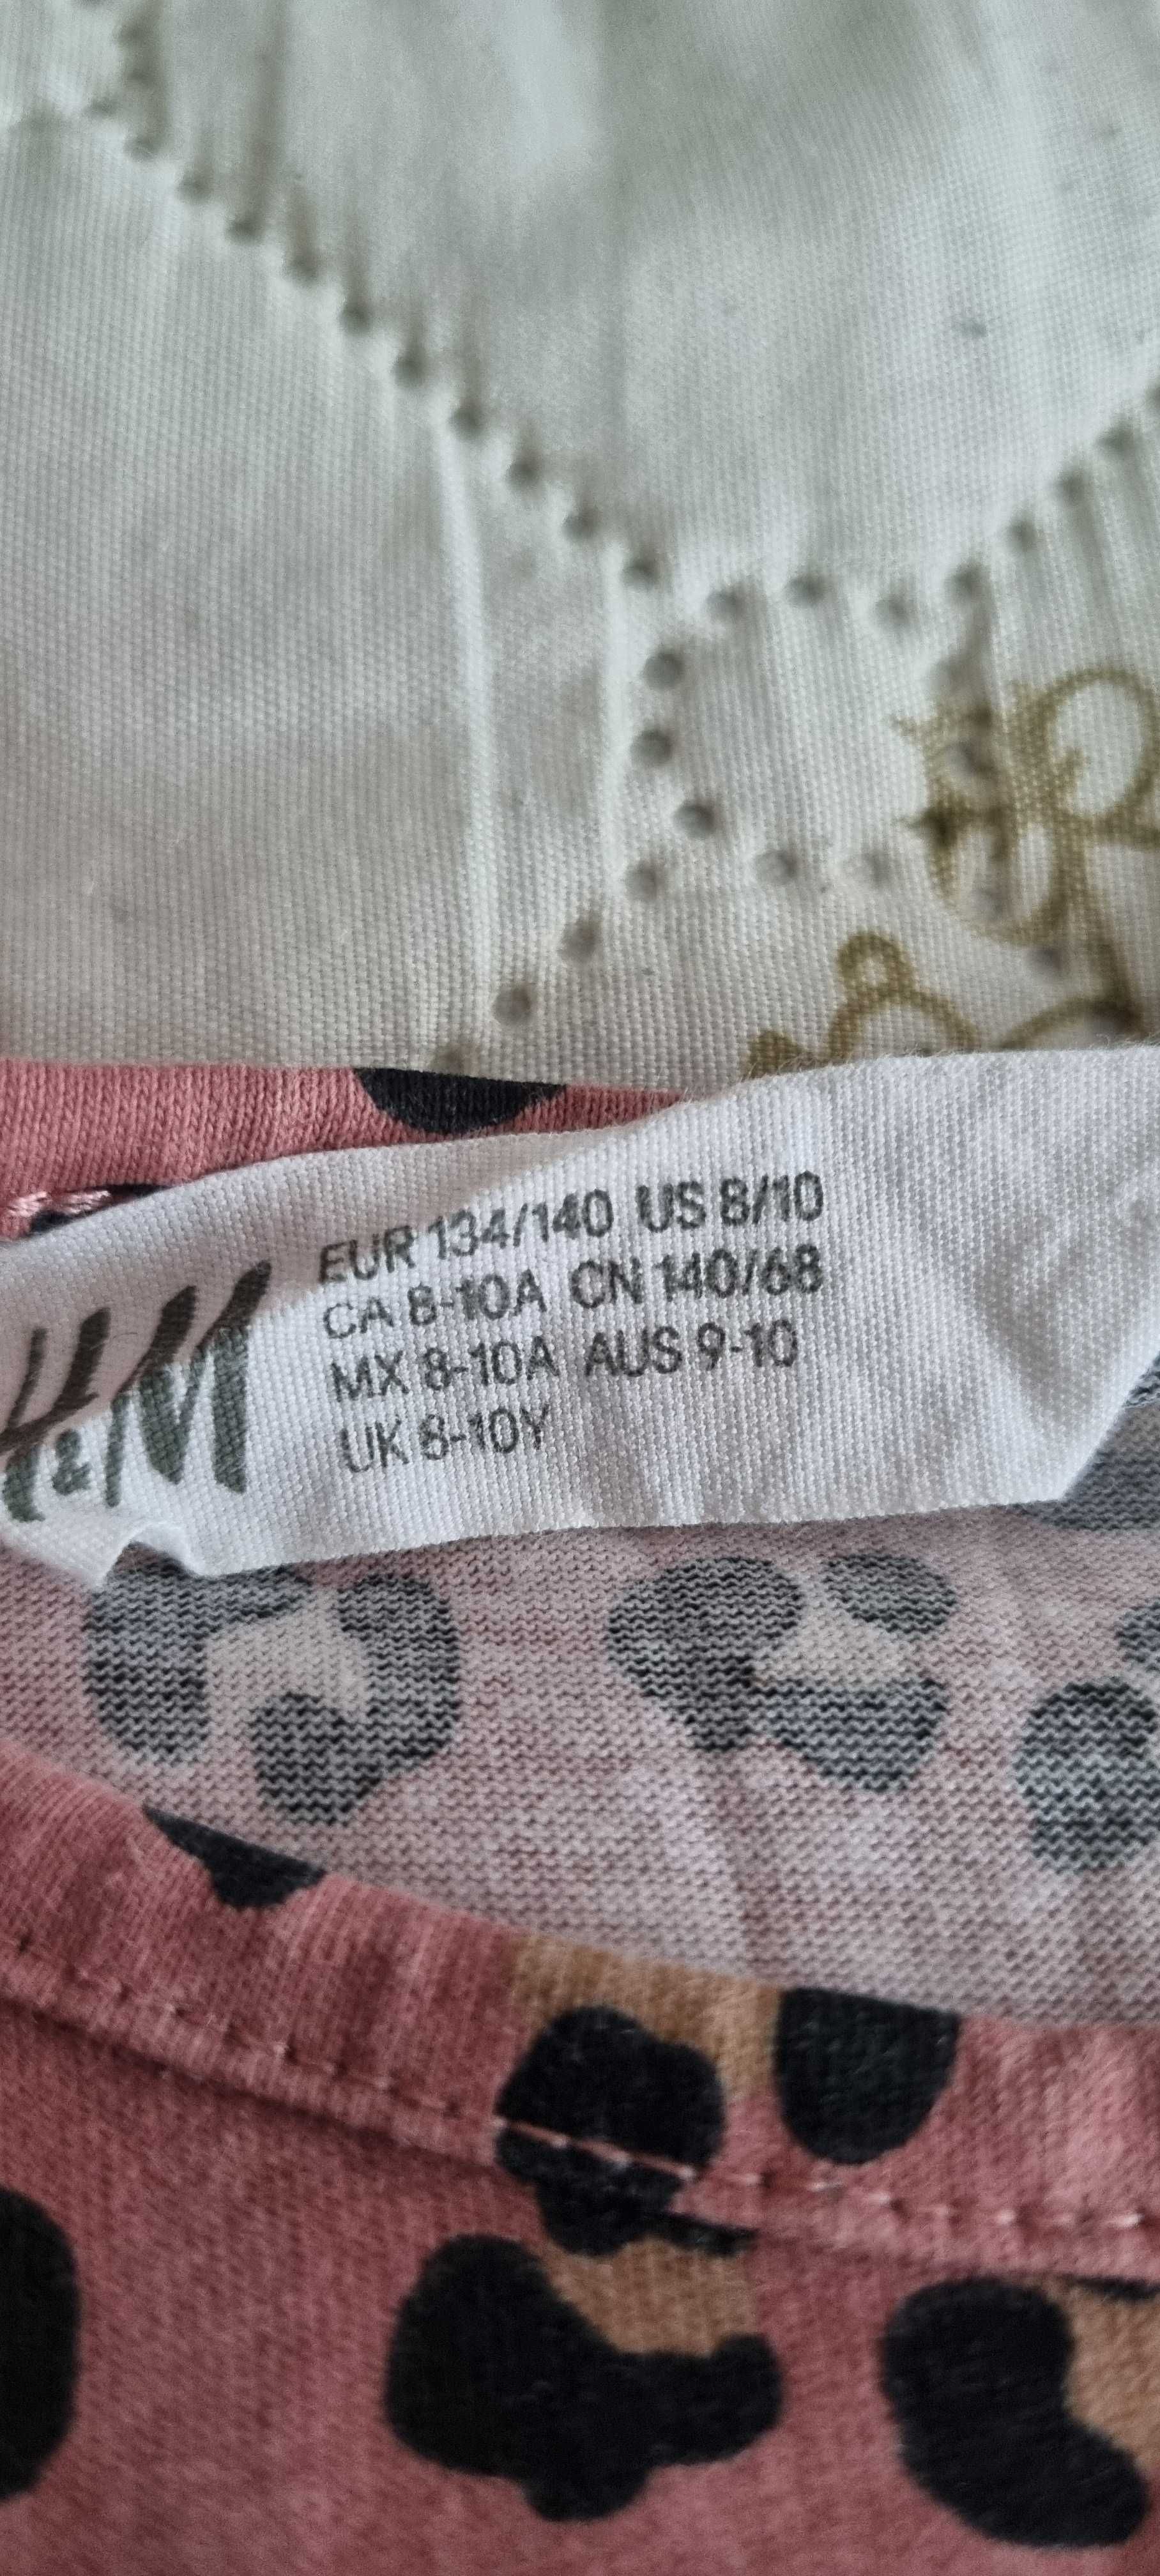 H&M
EUR 134/140 US 8/10
CA 8-10A CN 140/68
MX 8-10A AUS 9-10
UK 8-10Y